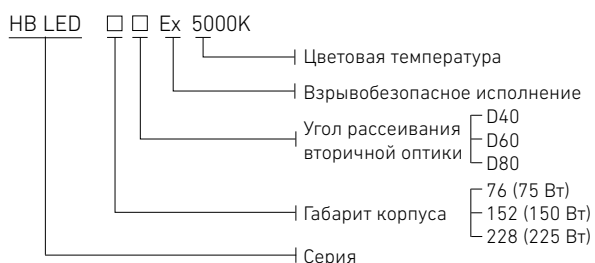 HB LED □ □ Ex 5000K
Цветовая температура
Взрывобезопасное исполнение
Угол рассеивания
вторичной оптики
D40
D60
D80
Габарит корпуса
76 (75 Вт)
152 (150 Вт)
228 (225 Вт)
Серия